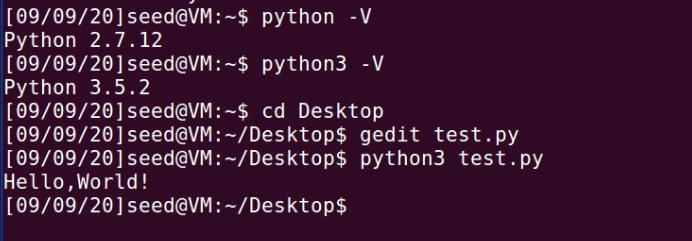 [09/09/20]seed@VM:~$ python -V
Python 2.7.12
[09/09/20]seed@VM:~$ python3 -V
Python 3.5.2
[09/09/20]seed@VM:~$ cd Desktop
[09/09/20]seed@VM:~/Desktop$ gedit test.py
[09/09/20]seed@VM:~/Desktop$ python3 test.py
Hello,World!
[09/09/20]seed@VM:~/Desktop$